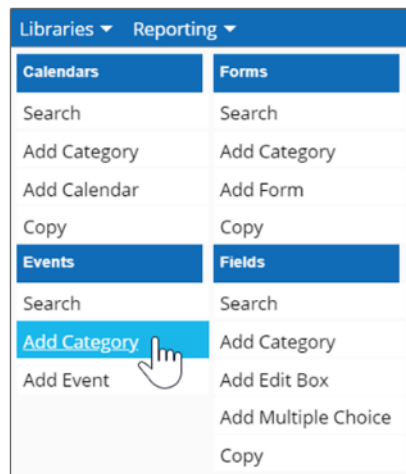 Libraries Reporting
Calendars
Search
Add Category
Add Calendar
Copy
Events
Search
Add Category
Add Event
Forms
Search
Add Category
Add Form
Copy
Fields
Search
Add Category
Add Edit Box
Add Multiple Choice
Copy